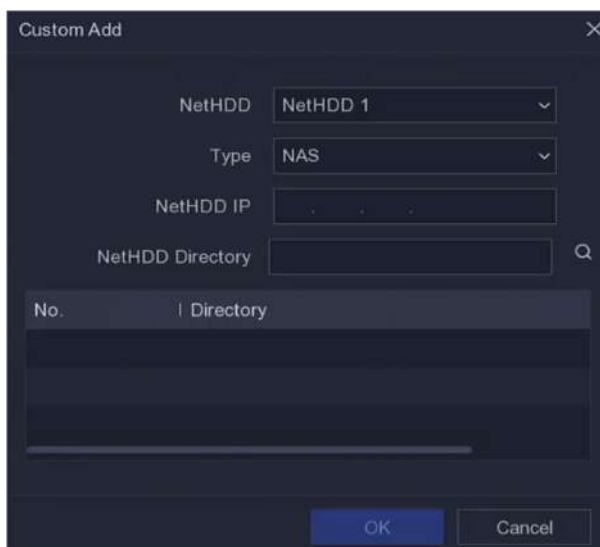 Custom Add
NetHDD NetHDD 1
Type NAS
NetHDD IP . . .
NetHDD Directory
No. Directory
OK Cancel